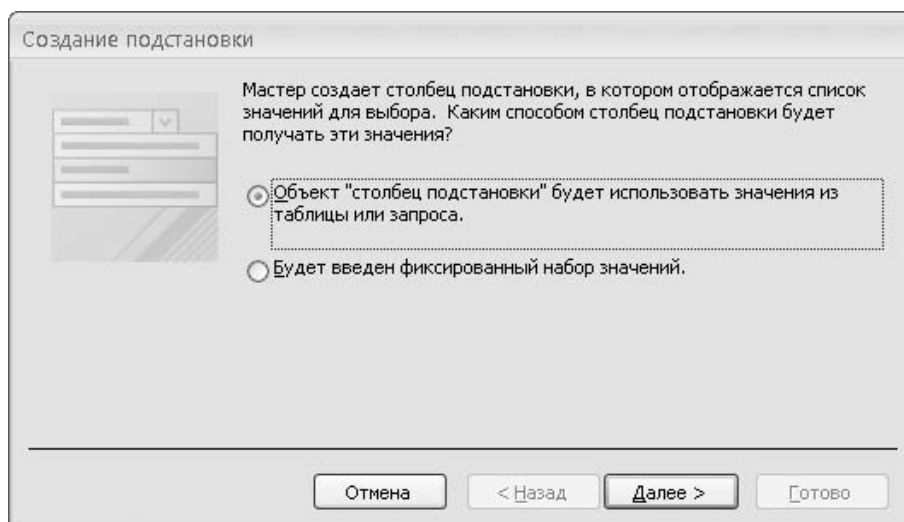 Создание подстановки
Мастер создает столбец подстановки, в котором отображается список
значений для выбора. Каким способом столбец подстановки будет
получать эти значения?
Объект "столбец подстановки" будет использовать значения из
таблицы или запроса.
Будет введен фиксированный набор значений.
Отмена
< Назад
Далее >
Готово